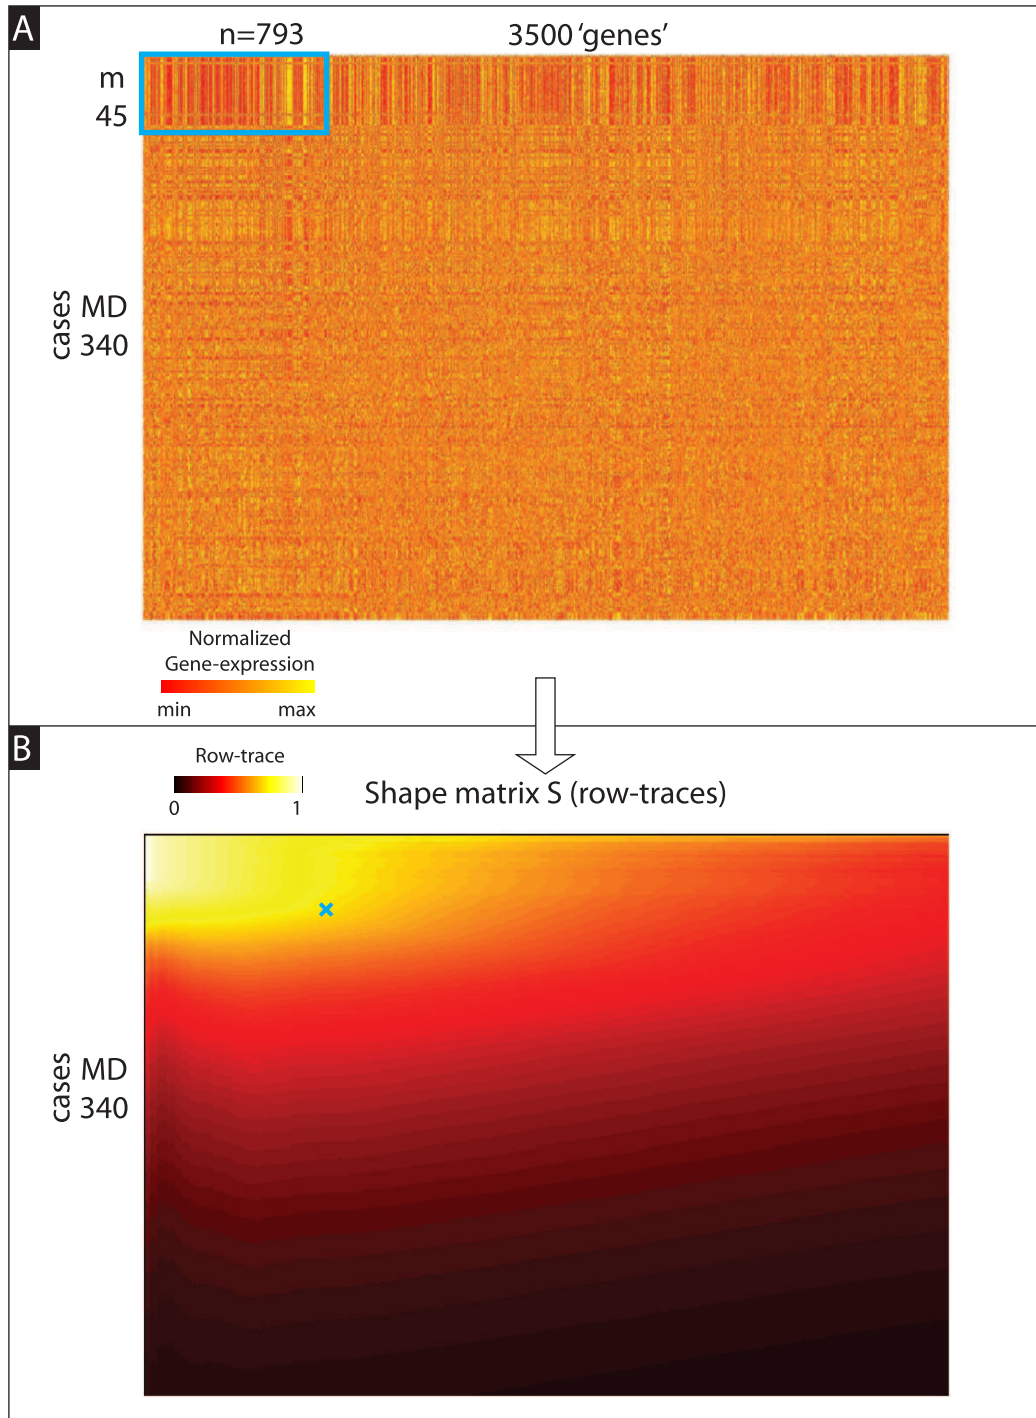 A
n=793
3500 ‘genes’
m
45
cases
MD
340
Normalized
Gene-expression
min
max
B
Row-trace
0
1
Shape matrix S (row-traces)
cases
MD
340